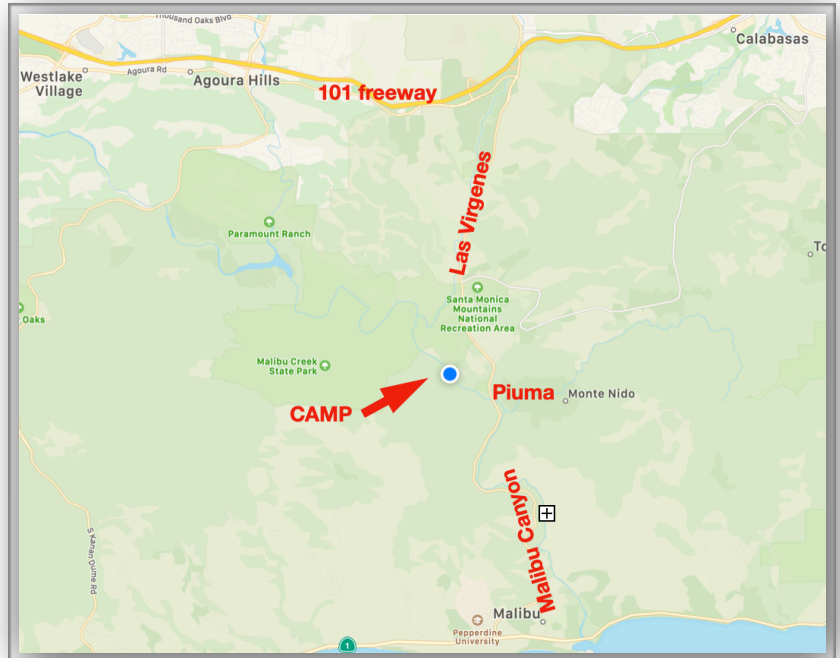 Thousand Oaks Blvd
Calabasas
Westlake
Village
Agoura Rd
Agoura Hills
101 freeway
Las Virgenes
Paramount Ranch
To
Santa Monica
Mountains
National
Recreation Area
Oaks
Malibu Creek
State Park
CAMP
Piuma
Monte Nido
Malibu Canyon
S Kanan Dume Rd
Malibu
Pepperdine
University
1